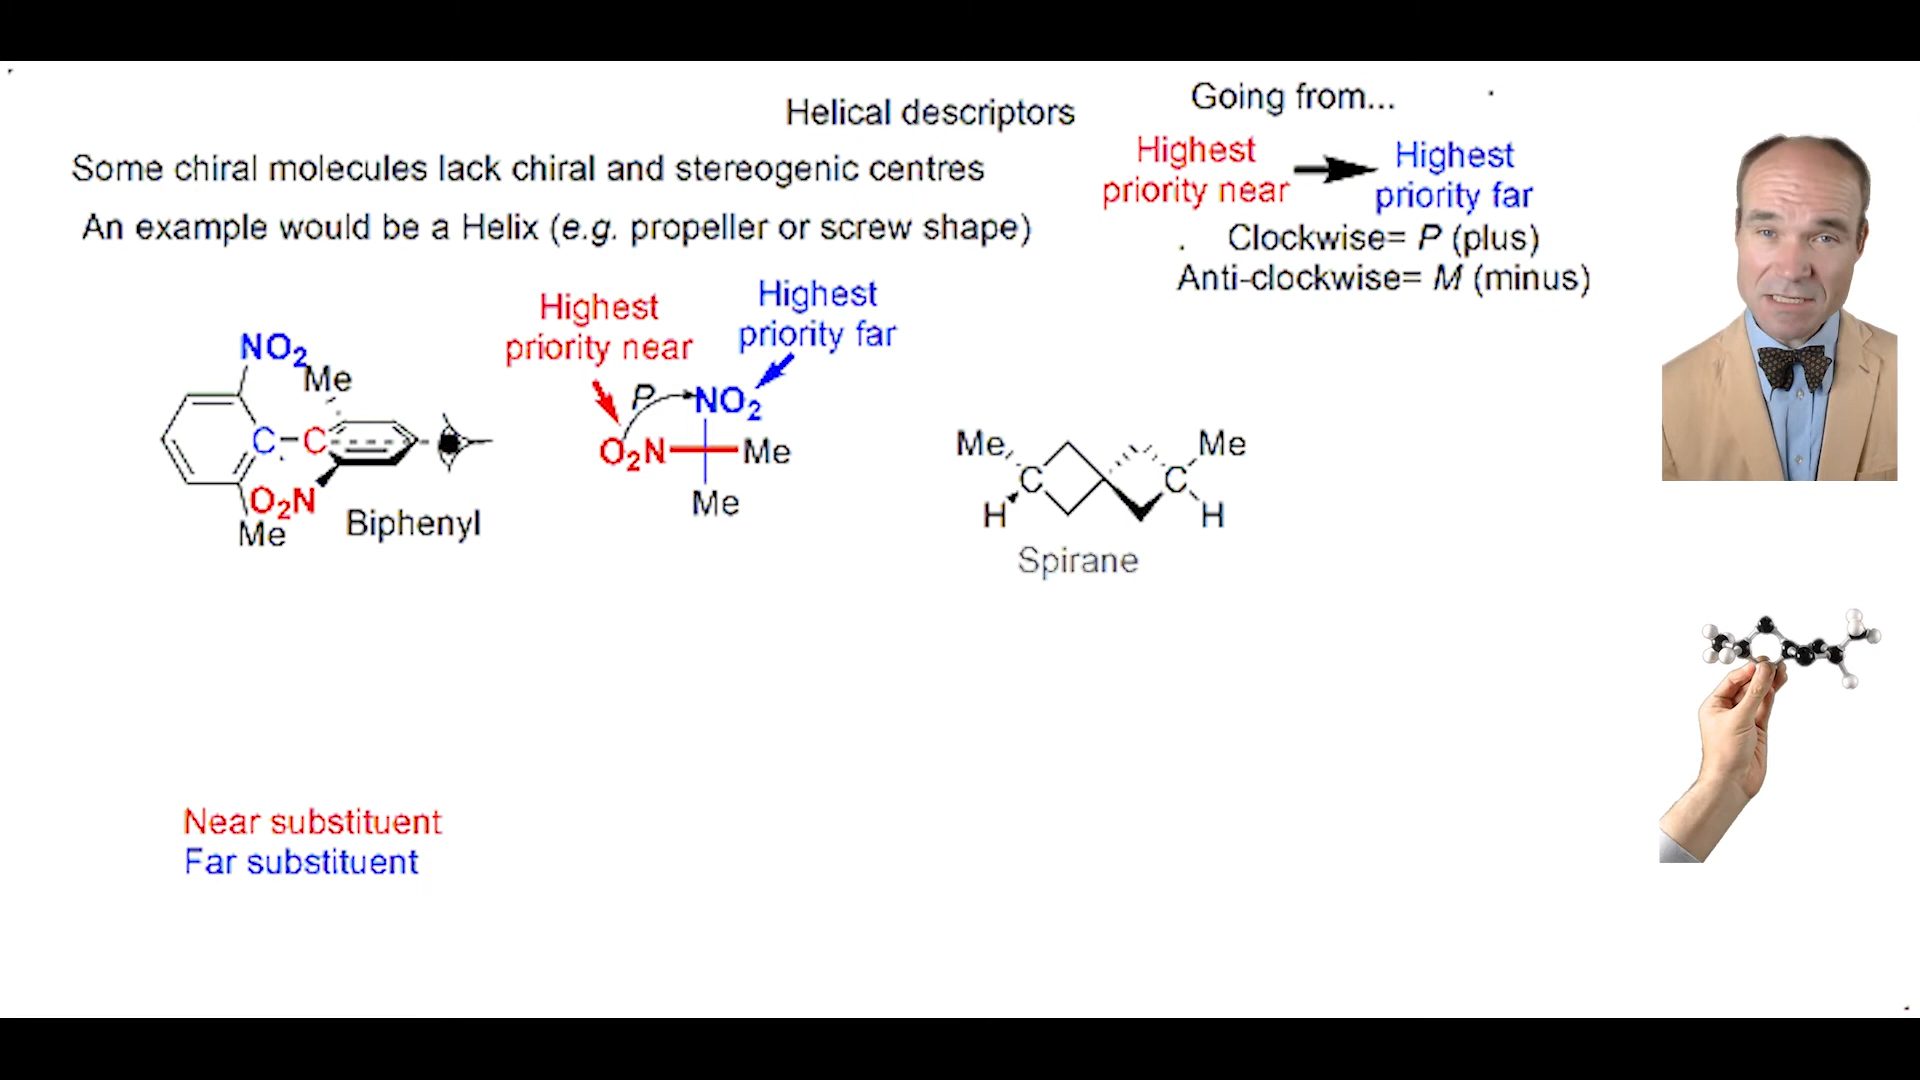 Helical descriptors
Going from...
Highest priority near
Highest priority far
Some chiral molecules lack chiral and stereogenic centres
An example would be a Helix (e.g. propeller or screw shape)
Clockwise= P (plus)
Anti-clockwise= M (minus)
Highest priority near
Highest priority far
NO2
Me
C
C
O2N
Me
Biphenyl
P
NO2
O2N
Me
Me
Me
C
H
Me
C
H
Spirane
Near substituent
Far substituent